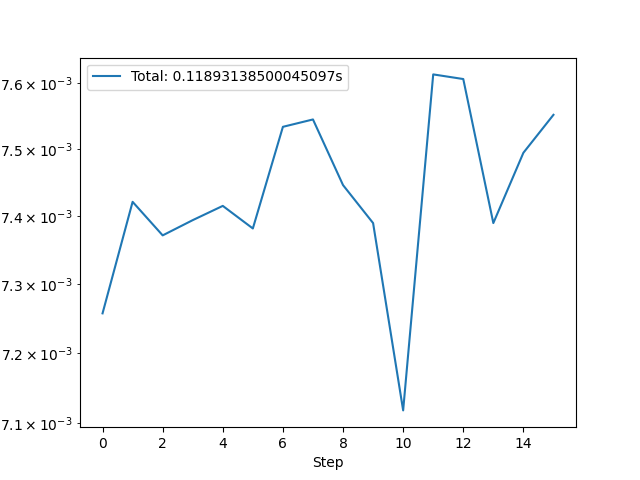 Total: 0.11893138500045097s
7.6 × 10⁻³
7.5 × 10⁻³
7.4 × 10⁻³
7.3 × 10⁻³
7.2 × 10⁻³
7.1 × 10⁻³
0 2 4 6 8 10 12 14
Step